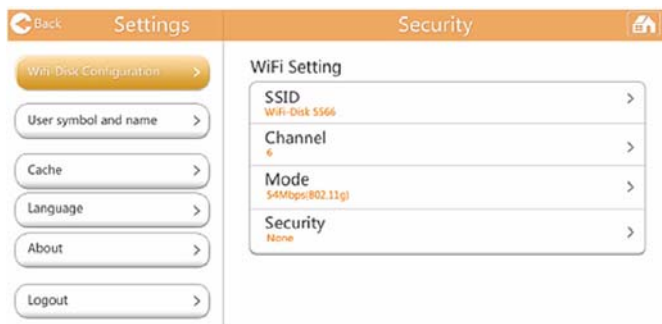 Back
Settings
Security
Wifi-Disk Configuration
User symbol and name
Cache
Language
About
Logout
WiFi Setting
SSID
WiFi-Disk 5566
Channel
6
Mode
54Mbps(802.11g)
Security
None